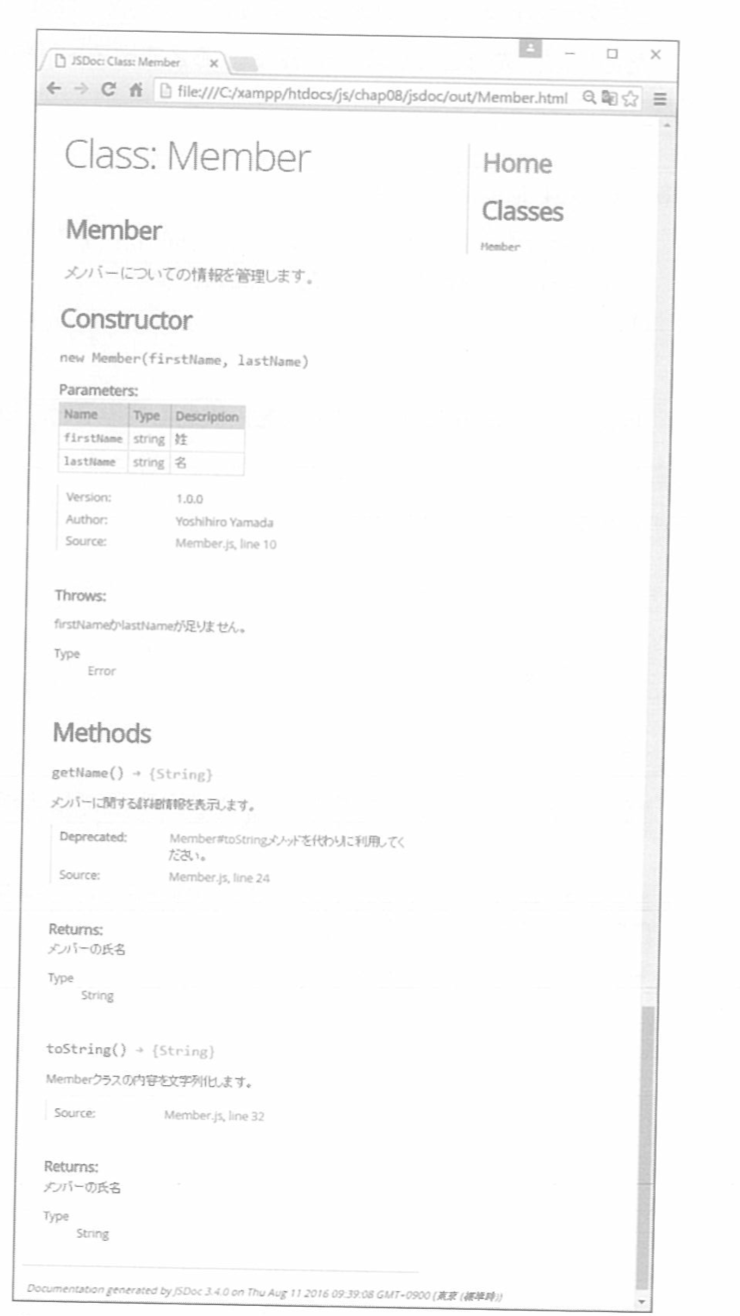 JSDoc: Class: Member
file:///C:/xampp/htdocs/js/chap08/jsdoc/out/Member.html
Class: Member
Member
メンバーについての情報を管理します。
Constructor
new Member(firstName, lastName)
Parameters:
Name Type Description
firstName string 姓
lastName string 名
Version: 1.0.0
Author: Yoshihiro Yamada
Source: Member.js, line 10
Throws:
firstNameかlastNameが足りません。
Type
Error
Methods
getName() → {String}
メンバーに関する詳細情報を表示します。
Deprecated: Member#toStringメソッドを代わりに利用してく
ださい。
Source: Member.js, line 24
Returns:
メンバーの氏名
Type
String
toString() → {String}
Memberクラスの内容を文字列化します。
Source: Member.js, line 32
Returns:
メンバーの氏名
Type
String
Home
Classes
Member
Documentation generated by JSDoc 3.4.0 on Thu Aug 11 2016 09:39:08 GMT+0900 (東京 (標準時))